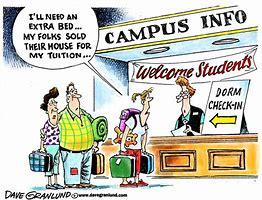 I'LL NEED AN
EXTRA BED...
MY FOLKS SOLD
THEIR HOUSE FOR
MY TUITION...
CAMPUS INFO
Welcome Students
DORM
CHECK-IN
DAVE GRANLUND © www.davegranlund.com